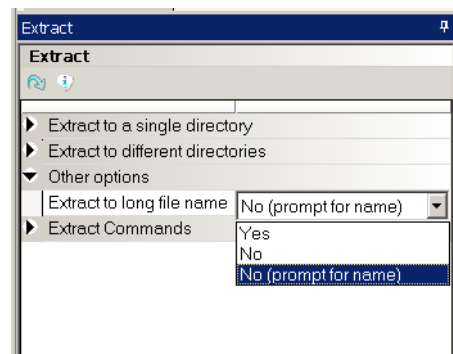 Extract
Extract
Extract to a single directory
Extract to different directories
Other options
Extract to long file name No (prompt for name)
Extract Commands
Yes
No
No (prompt for name)